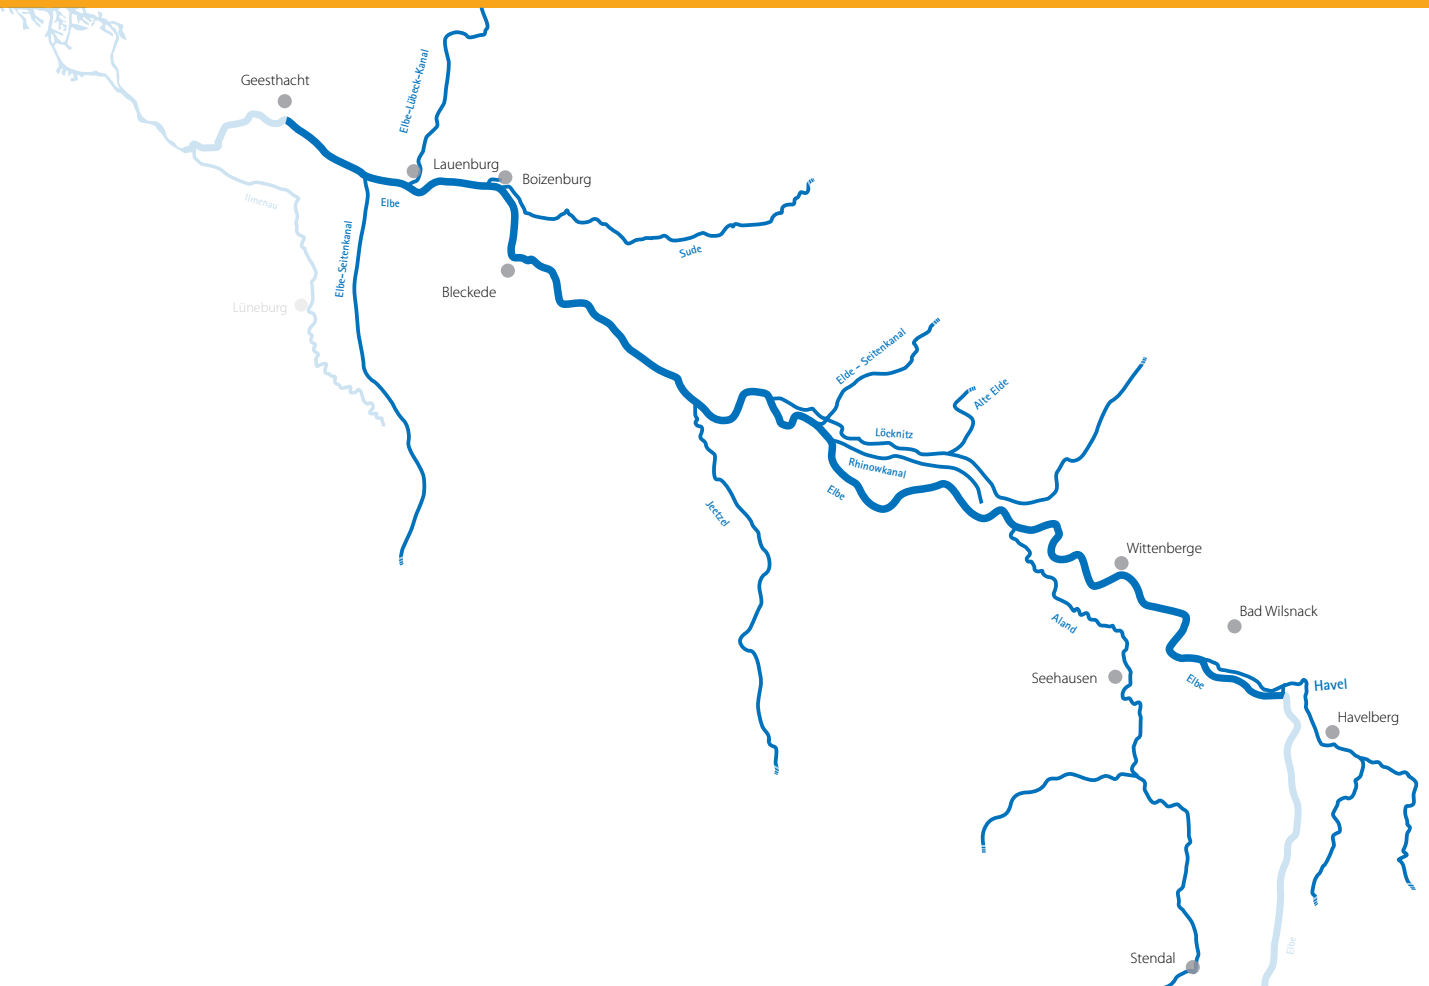 Geesthacht
Elbe-Lübeck-Kanal
Lauenburg
Boizenburg
Ilmenau
Elbe
Elbe-Seitenkanal
Sude
Bleckede
Lüneburg
Elde - Seitenkanal
Alte Elde
Löcknitz
Rhinowkanal
Elbe
Jeetzel
Wittenberge
Bad Wilsnack
Aland
Seehausen
Elbe
Havel
Havelberg
Elbe
Stendal